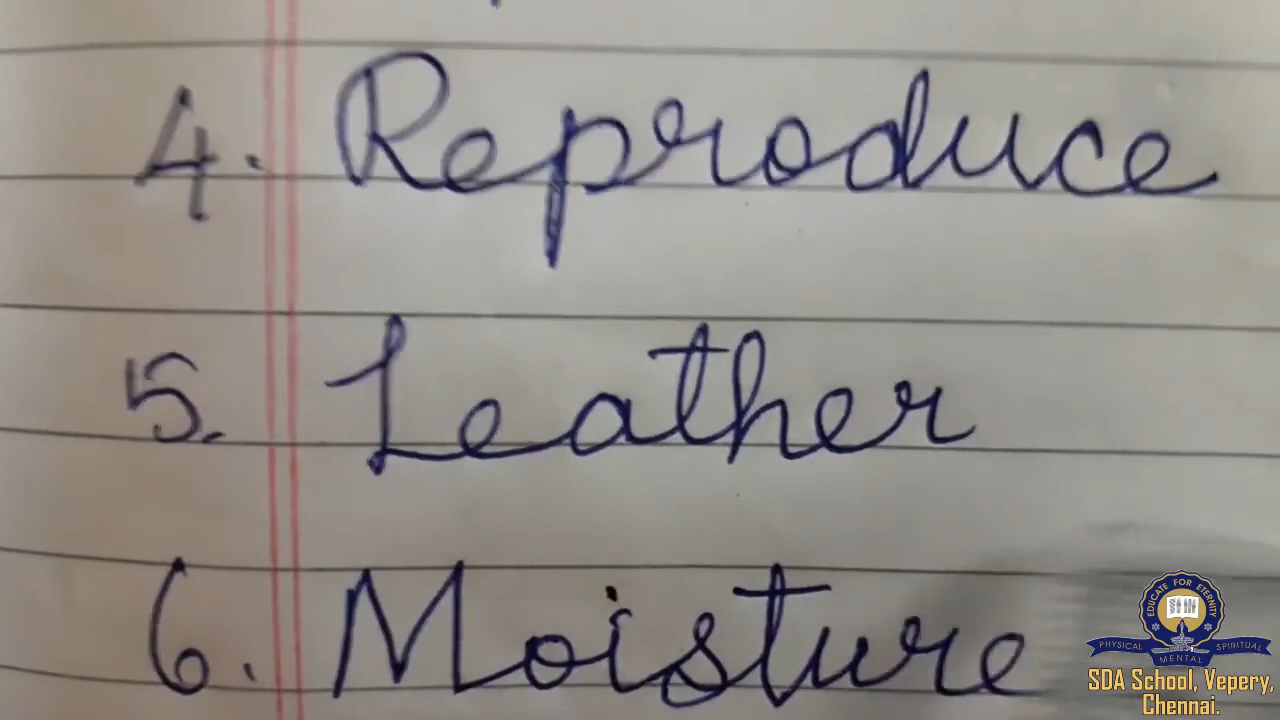 4. Reproduce
5. Leather
6. Moisture
EDUCATE FOR ETERNITY
PHYSICAL MENTAL SPIRITUAL
SDA School, Vepery,
Chennai.